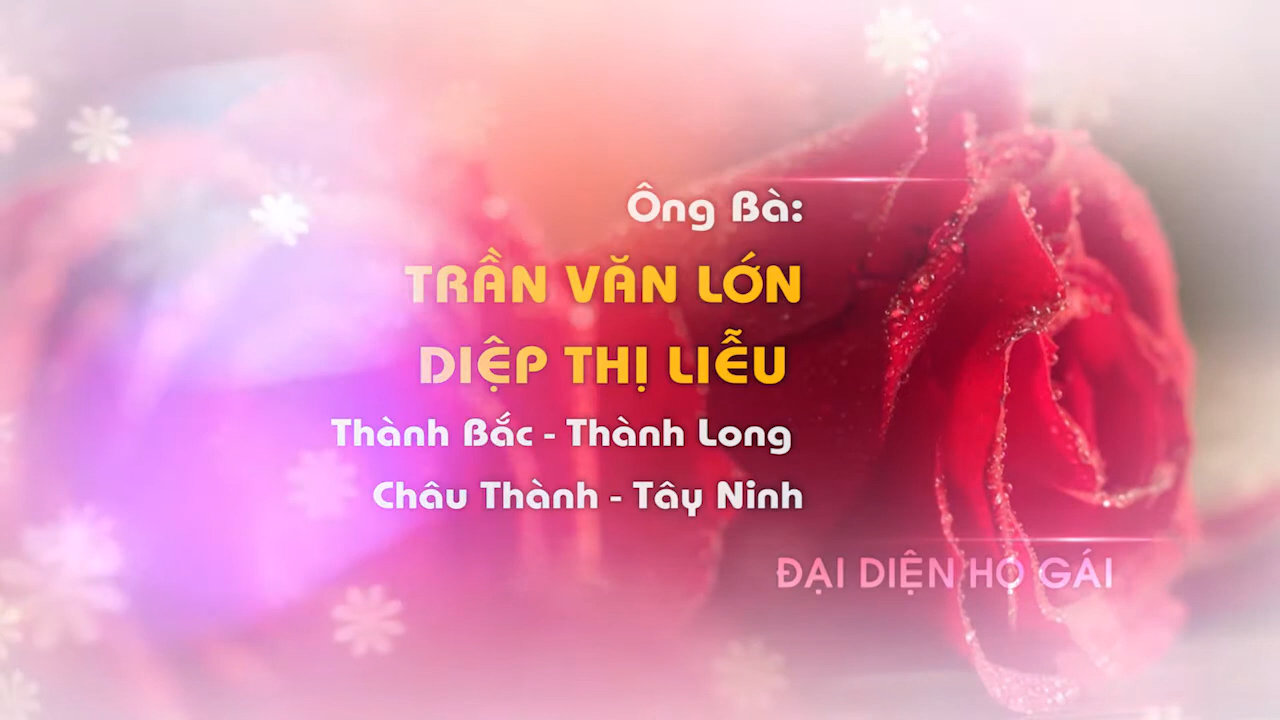 Ông Bà:
TRẦN VĂN LỚN
DIỆP THỊ LIỄU
Thành Bắc - Thành Long
Châu Thành - Tây Ninh
ĐẠI DIỆN HỌ GÁI